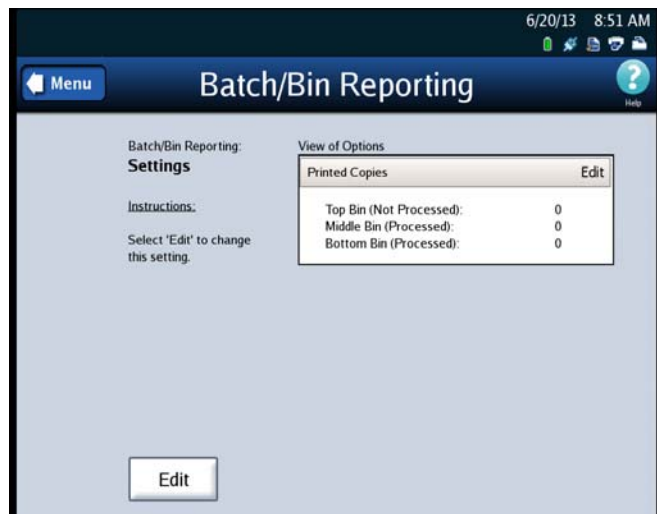 6/20/13 8:51 AM
Menu
Batch/Bin Reporting
Help
Batch/Bin Reporting:
Settings
Instructions:
Select 'Edit' to change
this setting.
View of Options
Printed Copies Edit
Top Bin (Not Processed): 0
Middle Bin (Processed): 0
Bottom Bin (Processed): 0
Edit